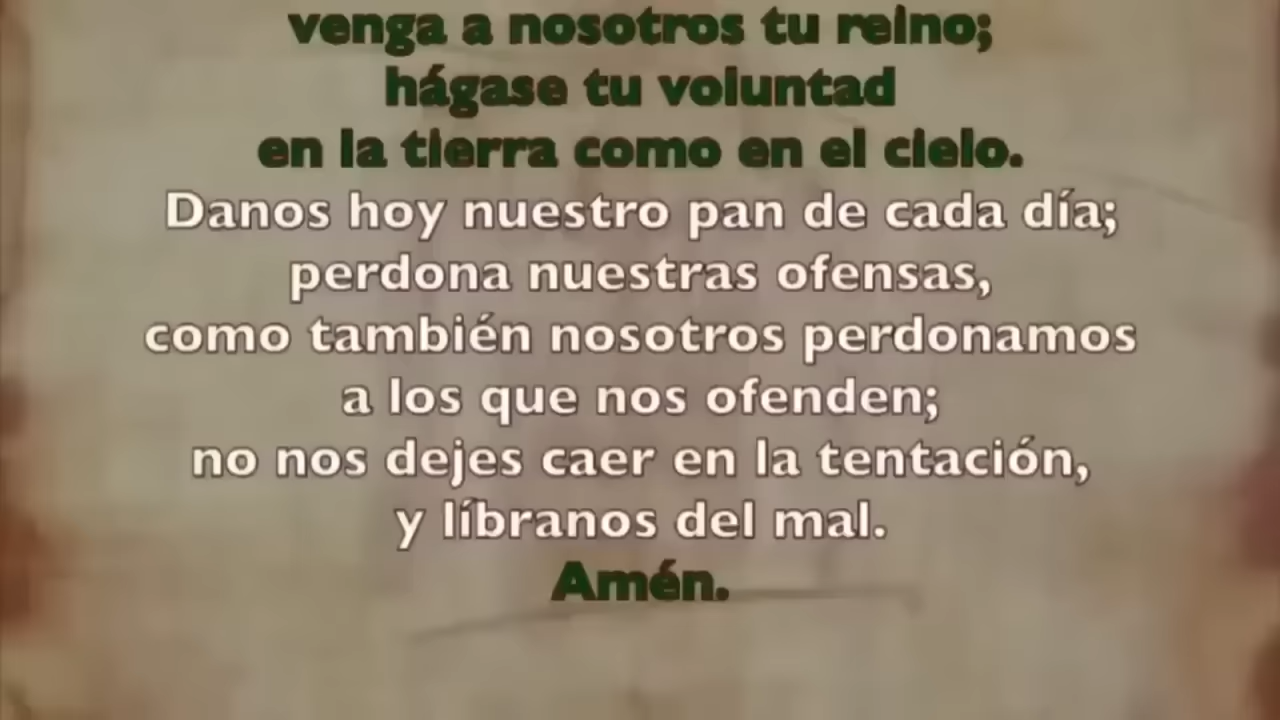 venga a nosotros tu reino;
hágase tu voluntad
en la tierra como en el cielo.
Danos hoy nuestro pan de cada día;
perdona nuestras ofensas,
como también nosotros perdonamos
a los que nos ofenden;
no nos dejes caer en la tentación,
y líbranos del mal.
Amén.